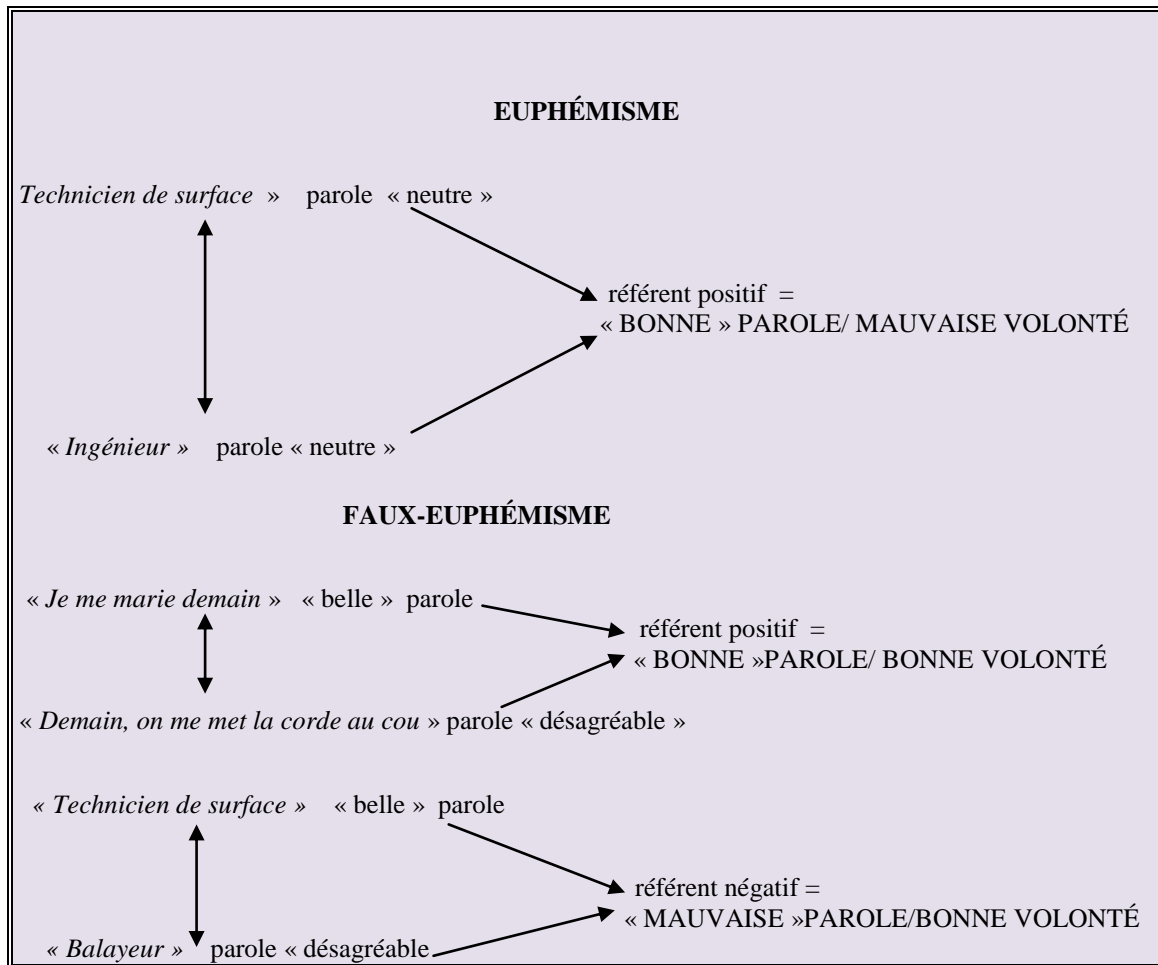 EUPHÉMISME
Technicien de surface » parole « neutre »
référent positif =
« BONNE » PAROLE/ MAUVAISE VOLONTÉ
« Ingénieur » parole « neutre »
FAUX-EUPHÉMISME
« Je me marie demain » « belle » parole
référent positif =
« BONNE »PAROLE/ BONNE VOLONTÉ
« Demain, on me met la corde au cou » parole « désagréable »
« Technicien de surface » « belle » parole
référent négatif =
« MAUVAISE »PAROLE/BONNE VOLONTÉ
« Balayeur » parole « désagréable